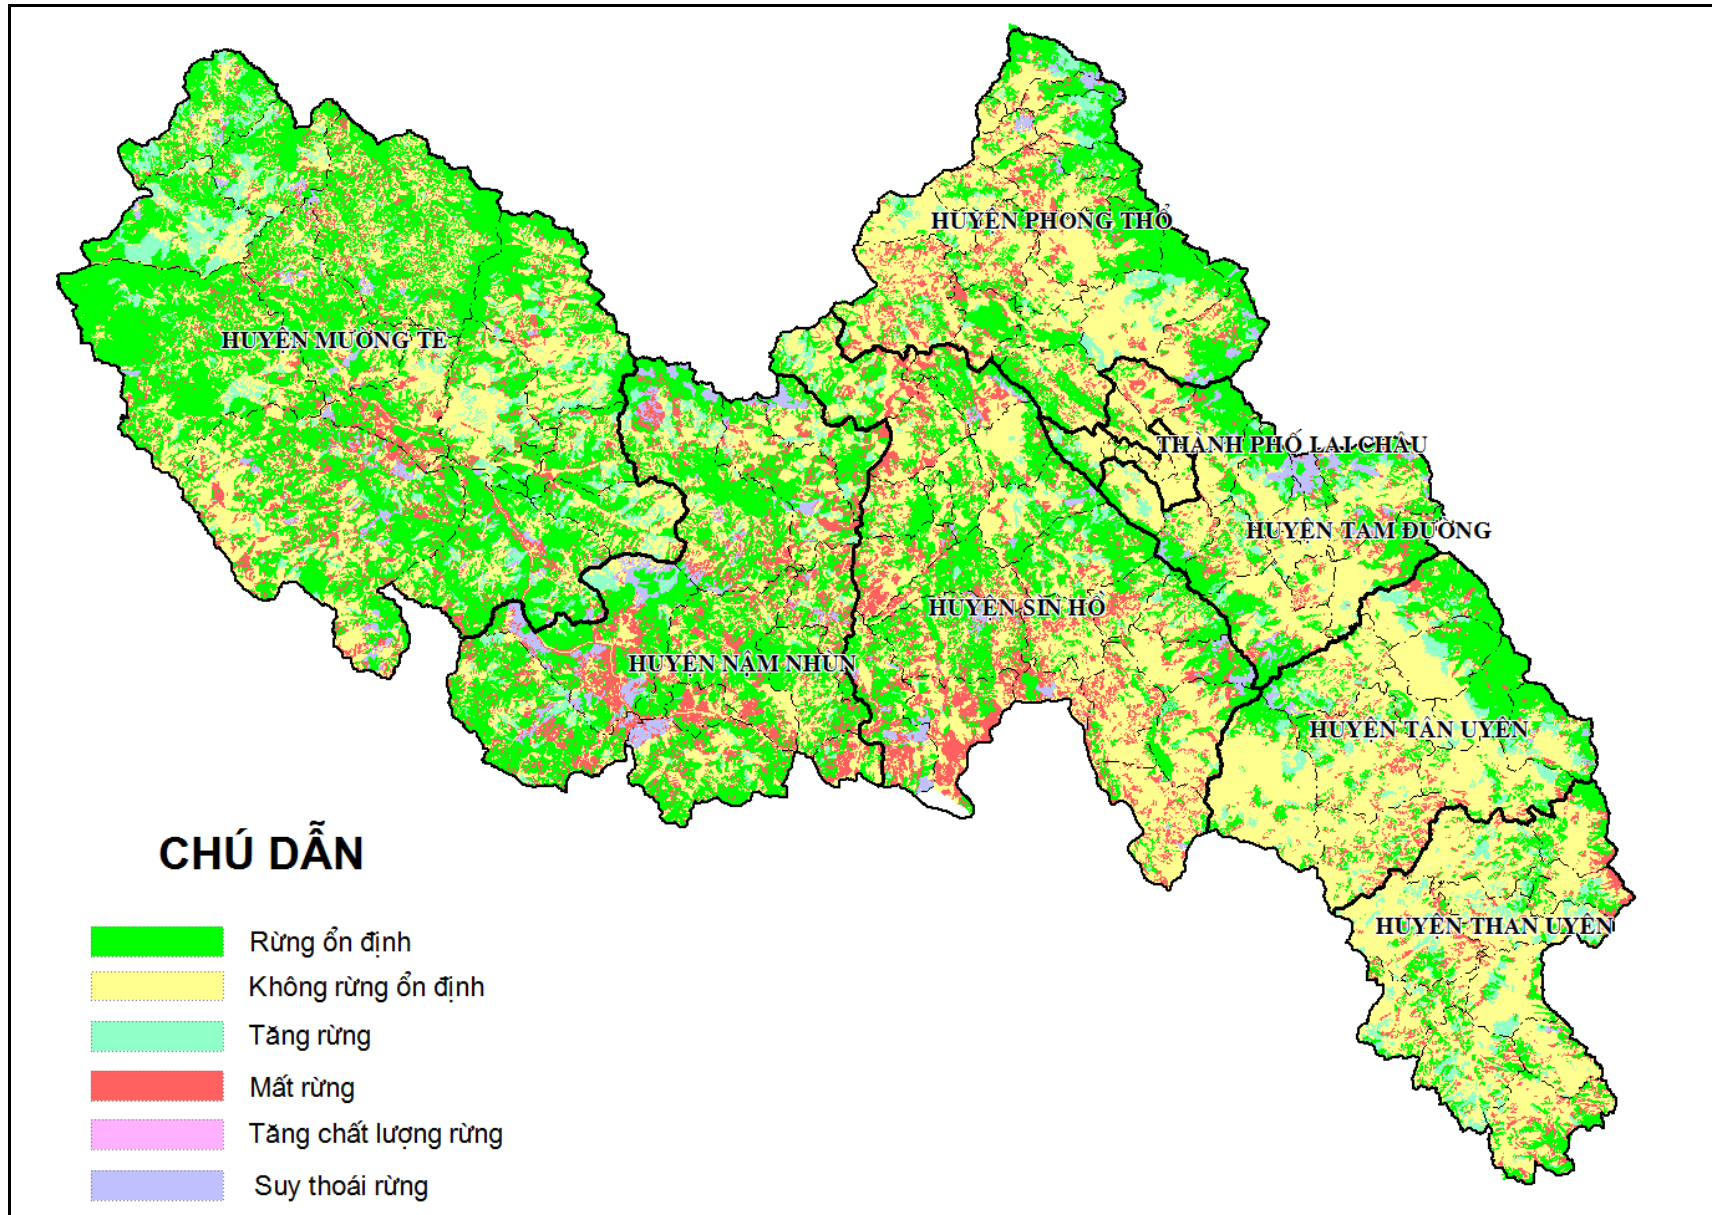 HUYỆN PHONG THỔ
HUYỆN MƯỜNG TÈ
THÀNH PHỐ LAI CHÂU
HUYỆN TAM ĐƯỜNG
HUYỆN SÌN HỒ
HUYỆN NẬM NHÙN
HUYỆN TÂN UYÊN
HUYỆN THAN UYÊN
CHÚ DẪN
Rừng ổn định
Không rừng ổn định
Tăng rừng
Mất rừng
Tăng chất lượng rừng
Suy thoái rừng